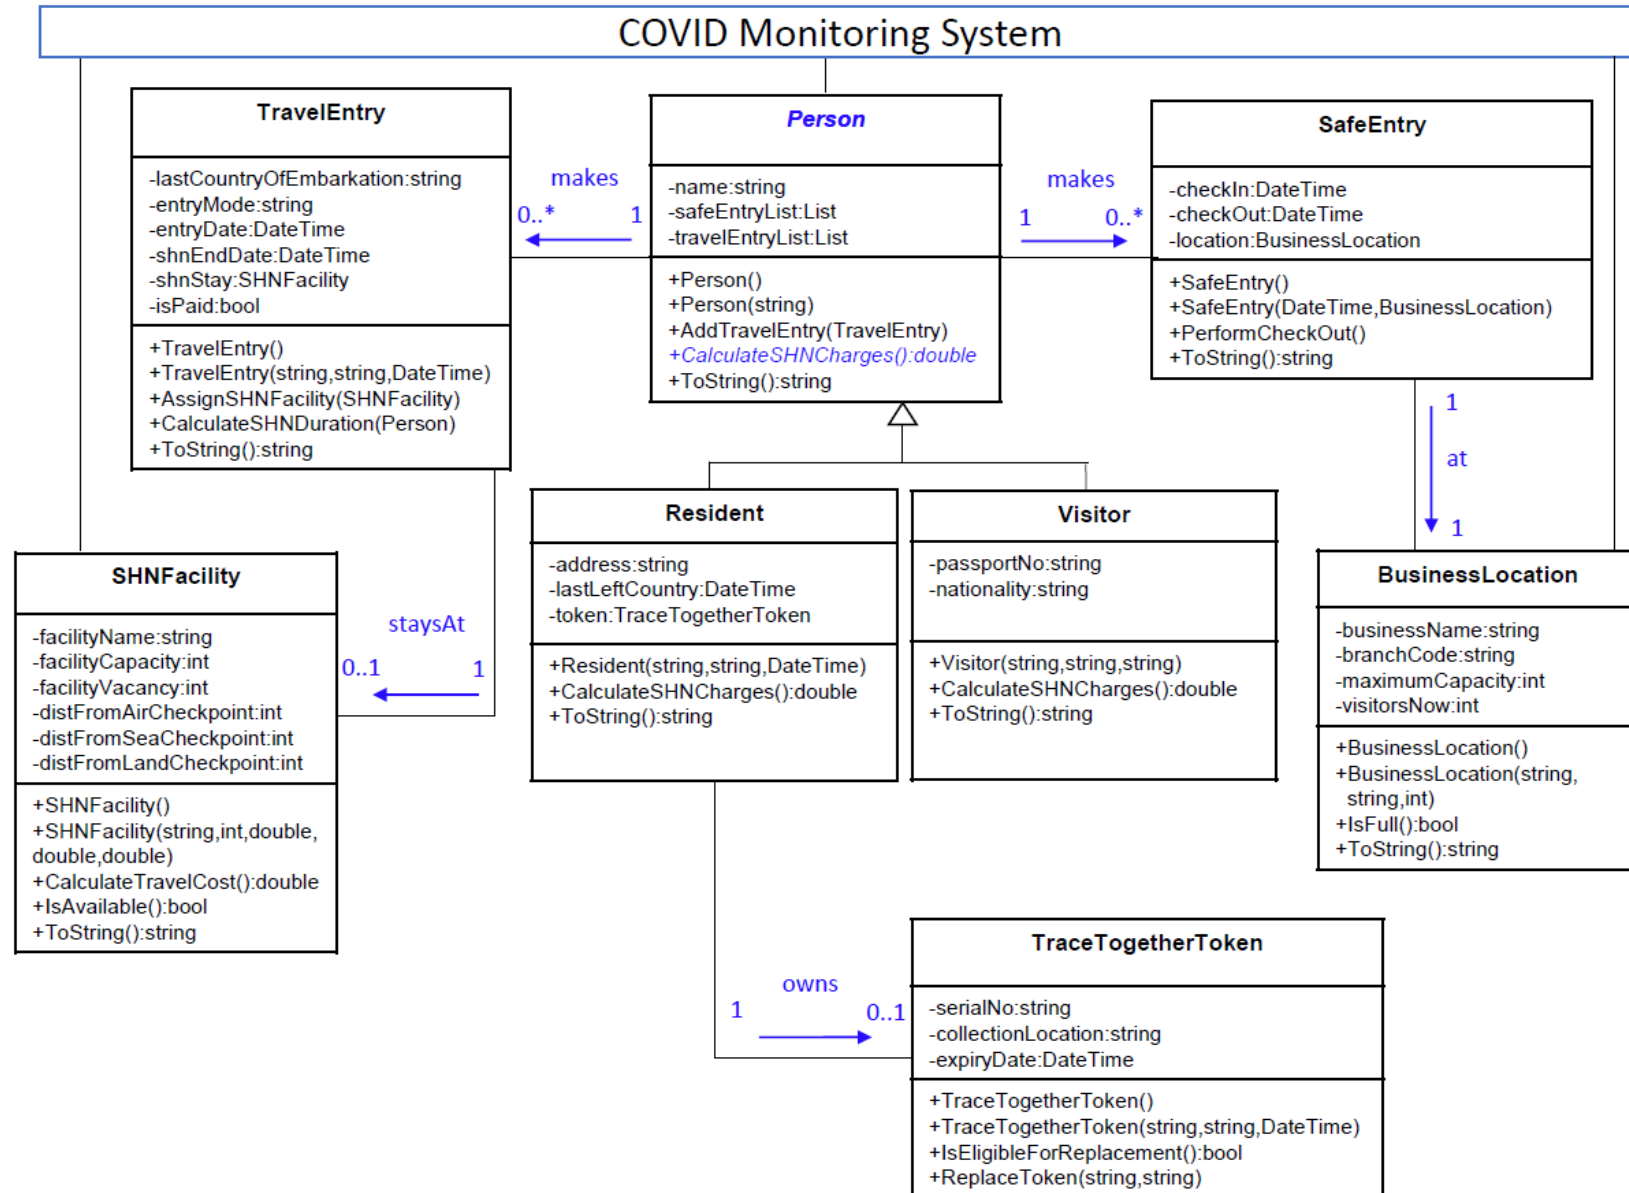 COVID Monitoring System
TravelEntry
-lastCountryOfEmbarkation:string
-entryMode:string
-entryDate:DateTime
-shnEndDate:DateTime
-shnStay:SHNFacility
-isPaid:bool
+TravelEntry()
+TravelEntry(string,string,DateTime)
+AssignSHNFacility(SHNFacility)
+CalculateSHNDuration(Person)
+ToString():string
makes
0..*
1
Person
-name:string
-safeEntryList:List
-travelEntryList:List
+Person()
+Person(string)
+AddTravelEntry(TravelEntry)
+CalculateSHNCharges():double
+ToString():string
makes
1
0..*
SafeEntry
-checkIn:DateTime
-checkOut:DateTime
-location:BusinessLocation
+SafeEntry()
+SafeEntry(DateTime,BusinessLocation)
+PerformCheckOut()
+ToString():string
1
at
1
SHNFacility
-facilityName:string
-facilityCapacity:int
-facilityVacancy:int
-distFromAirCheckpoint:int
-distFromSeaCheckpoint:int
-distFromLandCheckpoint:int
+SHNFacility()
+SHNFacility(string,int,double,
double,double)
+CalculateTravelCost():double
+IsAvailable():bool
+ToString():string
staysAt
0..1
1
Resident
-address:string
-lastLeftCountry:DateTime
-token:TraceTogetherToken
+Resident(string,string,DateTime)
+CalculateSHNCharges():double
+ToString():string
Visitor
-passportNo:string
-nationality:string
+Visitor(string,string,string)
+CalculateSHNCharges():double
+ToString():string
BusinessLocation
-businessName:string
-branchCode:string
-maximumCapacity:int
-visitorsNow:int
+BusinessLocation()
+BusinessLocation(string,
string,int)
+IsFull():bool
+ToString():string
owns
1
0..1
TraceTogetherToken
-serialNo:string
-collectionLocation:string
-expiryDate:DateTime
+TraceTogetherToken()
+TraceTogetherToken(string,string,DateTime)
+IsEligibleForReplacement():bool
+ReplaceToken(string,string)